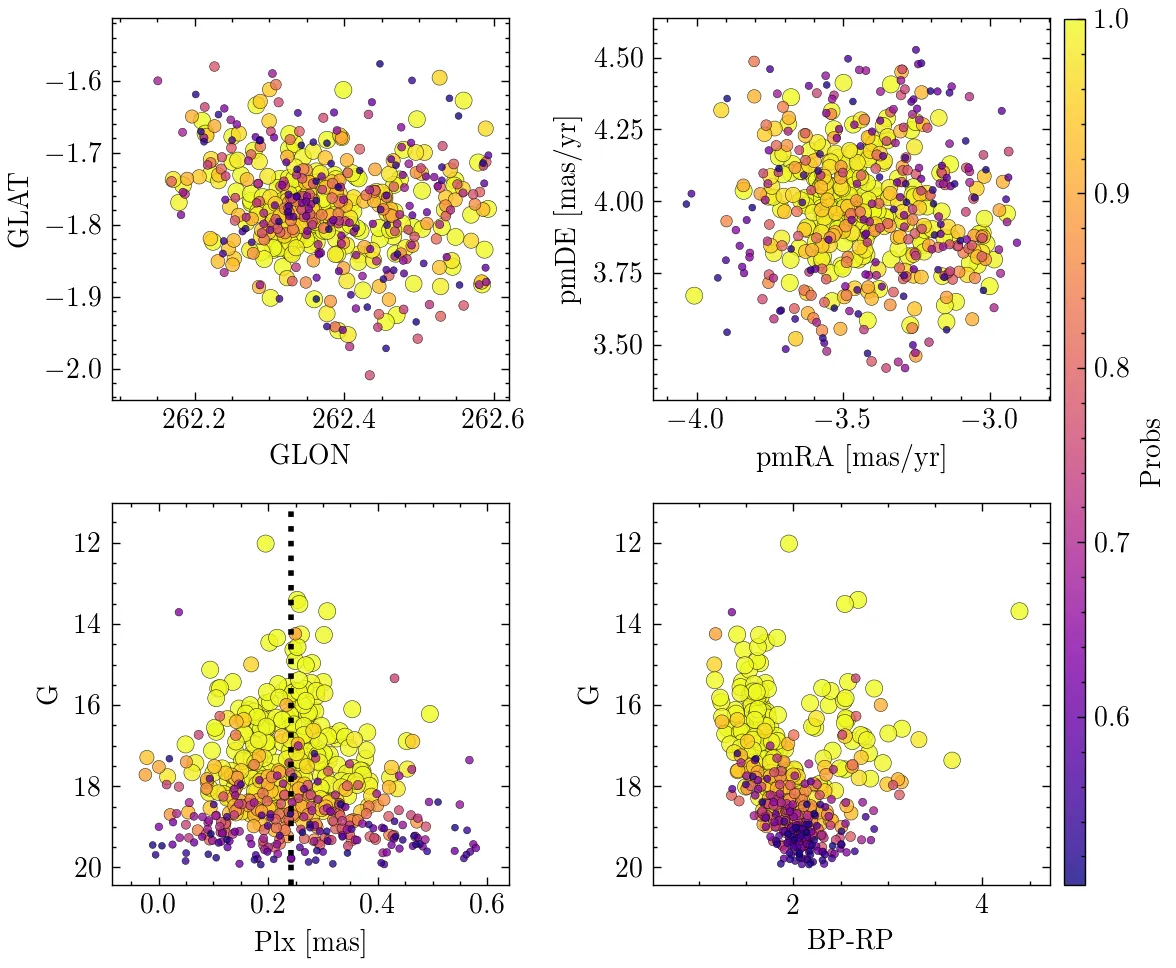 −1.6
−1.7
−1.8
−1.9
−2.0
GLAT
262.2 262.4 262.6
GLON
4.50
4.25
4.00
3.75
3.50
pmDE [mas/yr]
−4.0 −3.5 −3.0
pmRA [mas/yr]
1.0
0.9
0.8
0.7
0.6
Probs
12
14
16
18
20
G
0.0 0.2 0.4 0.6
Plx [mas]
12
14
16
18
20
G
2 4
BP-RP